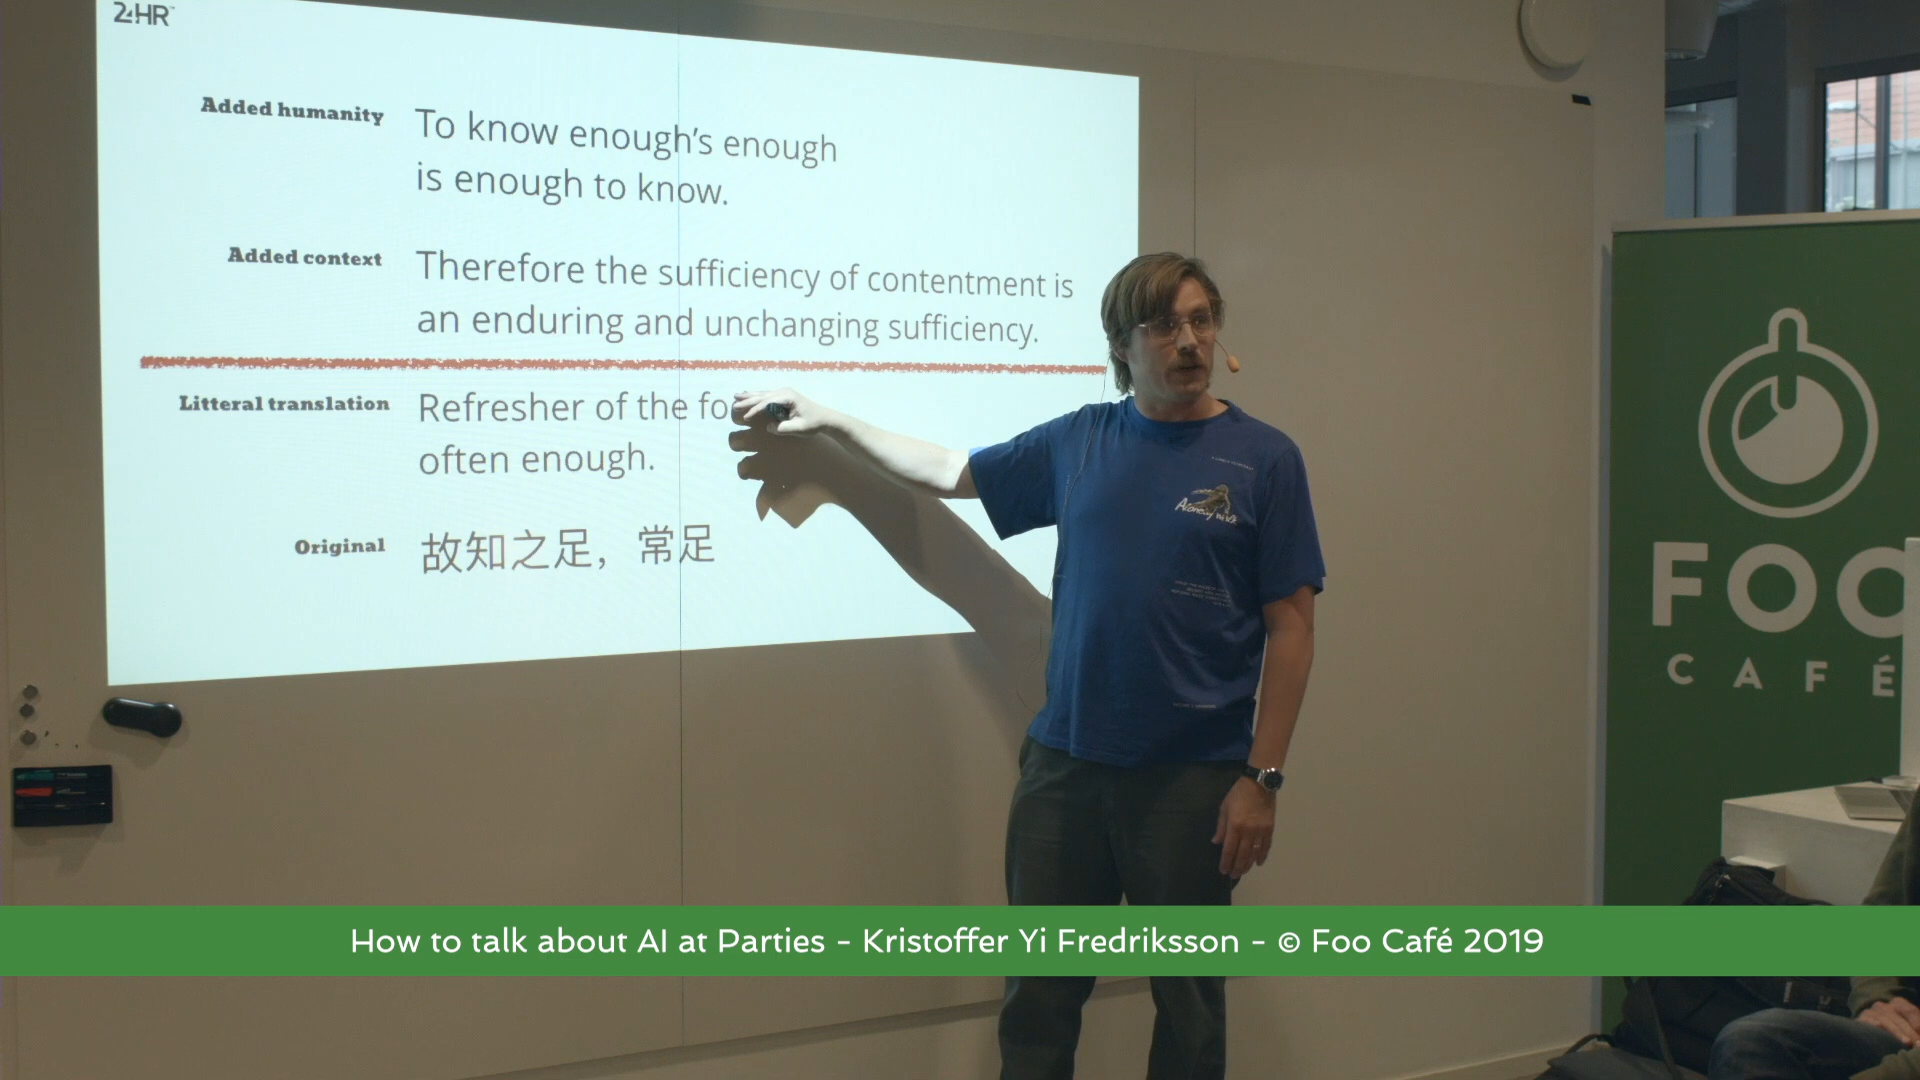 24HR
Added humanity
To know enough's enough
is enough to know.
Added context
Therefore the sufficiency of contentment is
an enduring and unchanging sufficiency.
Litteral translation
Refresher of the
often enough.
Original
故知之足，常足
FOO
CAFÉ
How to talk about AI at Parties - Kristoffer Yi Fredriksson - © Foo Café 2019